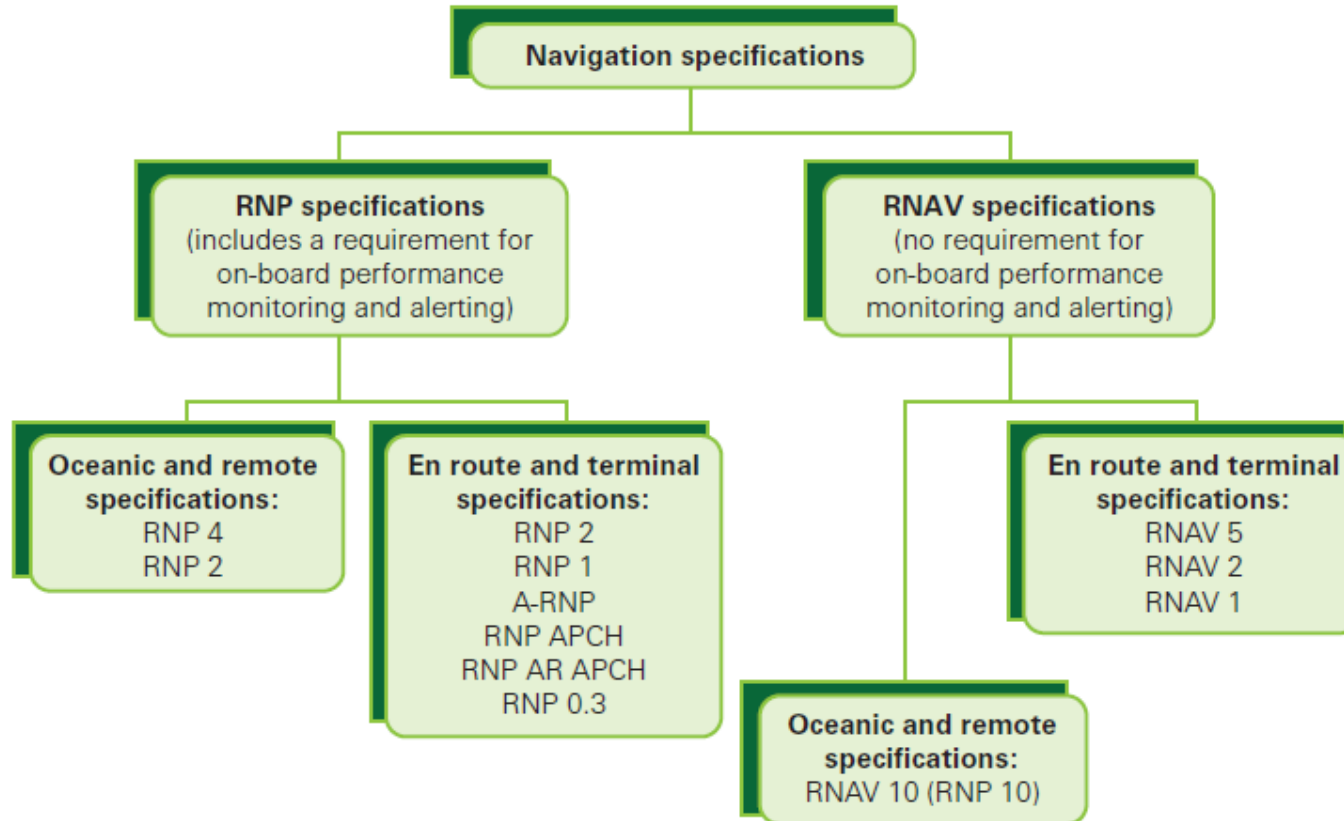 Navigation specifications
RNP specifications
(includes a requirement for
on-board performance
monitoring and alerting)
RNAV specifications
(no requirement for
on-board performance
monitoring and alerting)
Oceanic and remote
specifications:
RNP 4
RNP 2
En route and terminal
specifications:
RNP 2
RNP 1
A-RNP
RNP APCH
RNP AR APCH
RNP 0.3
Oceanic and remote
specifications:
RNAV 10 (RNP 10)
En route and terminal
specifications:
RNAV 5
RNAV 2
RNAV 1